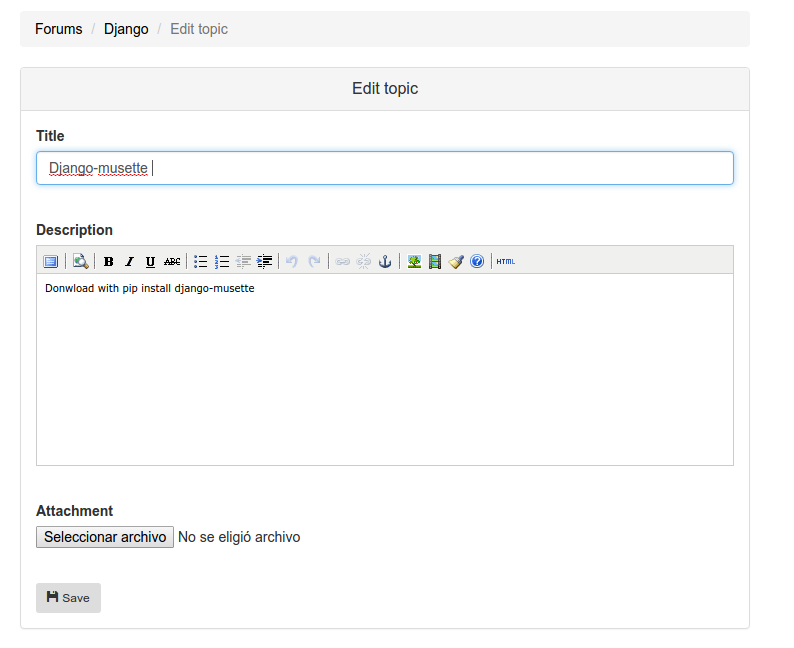 Forums / Django / Edit topic
Edit topic
Title
Django-musette
Description
B I U ABC HTML
Donwload with pip install django-musette
Attachment
Seleccionar archivo No se eligió archivo
Save